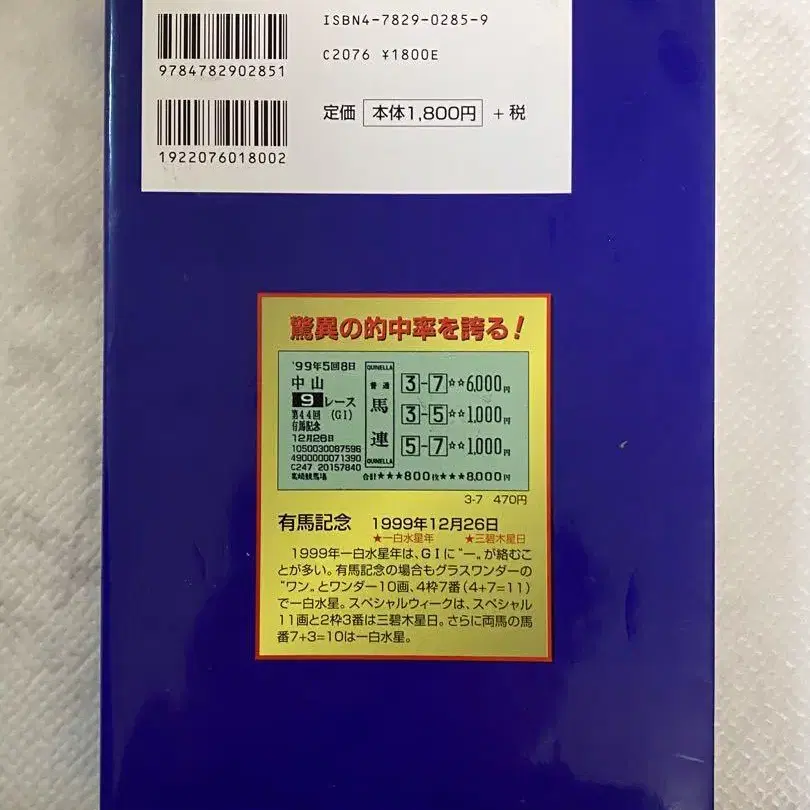 ISBN4-7829-0285-9
9784782902851
C2076 ¥1800E
定価 本体1,800円 +税
1922076018002
驚異の的中率を誇る!
'99年5回8日
中山
9レース
第44回 (GI)
有馬記念
12月26日
1050030087596
4900000071390
C247 20157840
高崎競馬場
QUINELLA
普通
馬連
QUINELLA
3-7☆☆6,000円
3-5☆☆1,000円
5-7☆☆1,000円
合計★★★800枚★★★8,000円
3-7 470円
有馬記念 1999年12月26日
★一白水星年 ★三碧木星日
1999年一白水星年は、GIに“一”が絡むこ
とが多い。有馬記念の場合もグラスワンダーの
“ワン”とワンダー10画、4枠7番(4+7=11)
で一白水星。スペシャルウィークは、スペシャル
11画と2枠3番は三碧木星日。さらに両馬の馬
番7+3=10は一白水星。